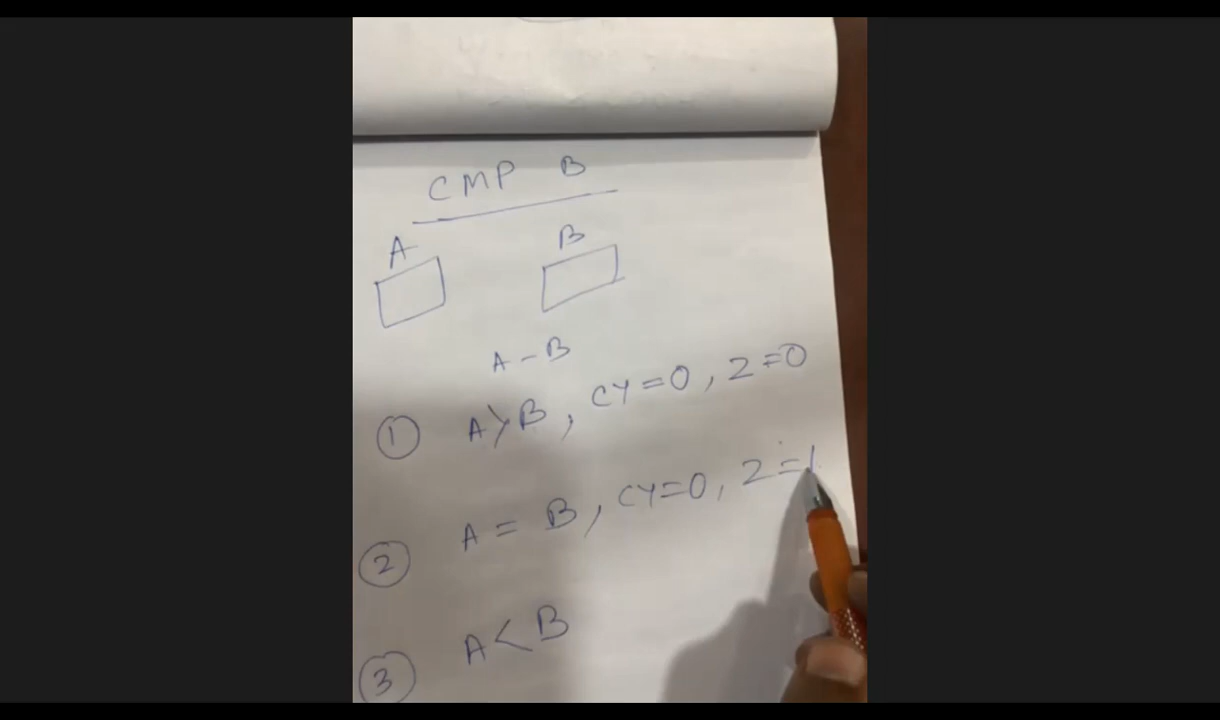 CMP B
A B
A - B
1 A > B, CY = 0, Z = 0
2 A = B, CY = 0, Z = 1
3 A < B